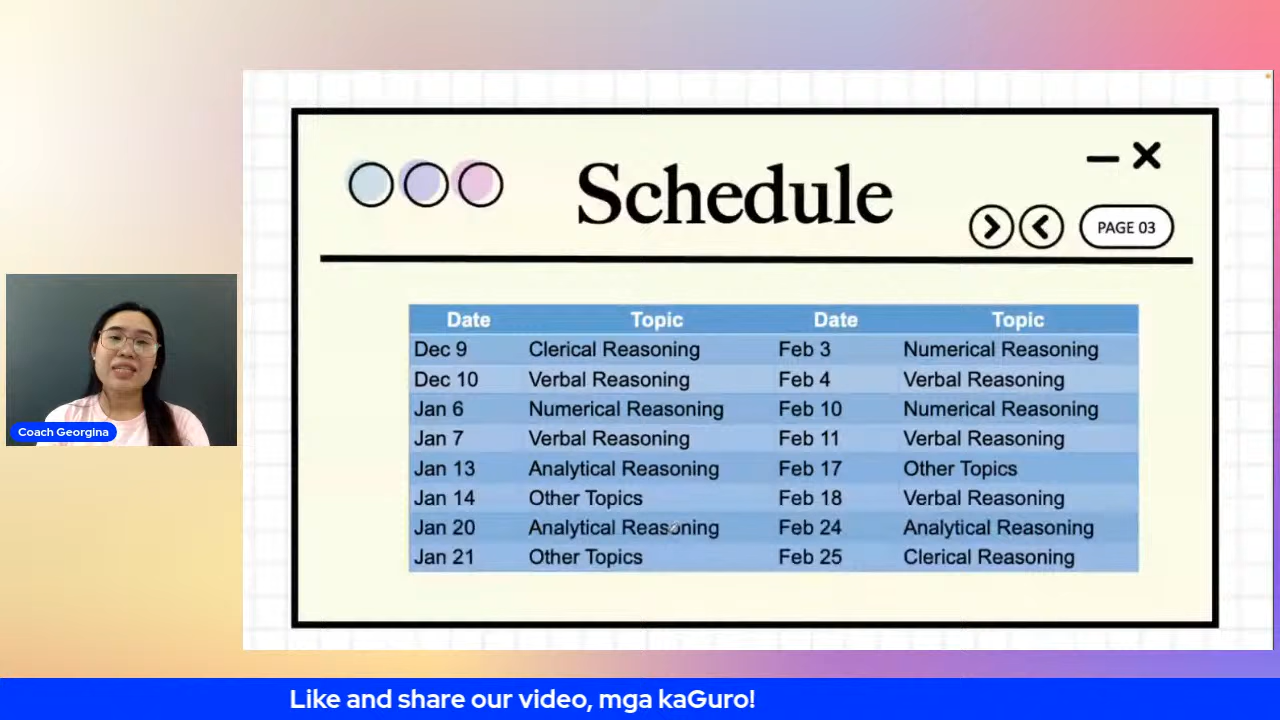 Schedule
PAGE 03
Date Topic Date Topic
Dec 9 Clerical Reasoning Feb 3 Numerical Reasoning
Dec 10 Verbal Reasoning Feb 4 Verbal Reasoning
Jan 6 Numerical Reasoning Feb 10 Numerical Reasoning
Jan 7 Verbal Reasoning Feb 11 Verbal Reasoning
Jan 13 Analytical Reasoning Feb 17 Other Topics
Jan 14 Other Topics Feb 18 Verbal Reasoning
Jan 20 Analytical Reasoning Feb 24 Analytical Reasoning
Jan 21 Other Topics Feb 25 Clerical Reasoning
Coach Georgina
Like and share our video, mga kaGuro!